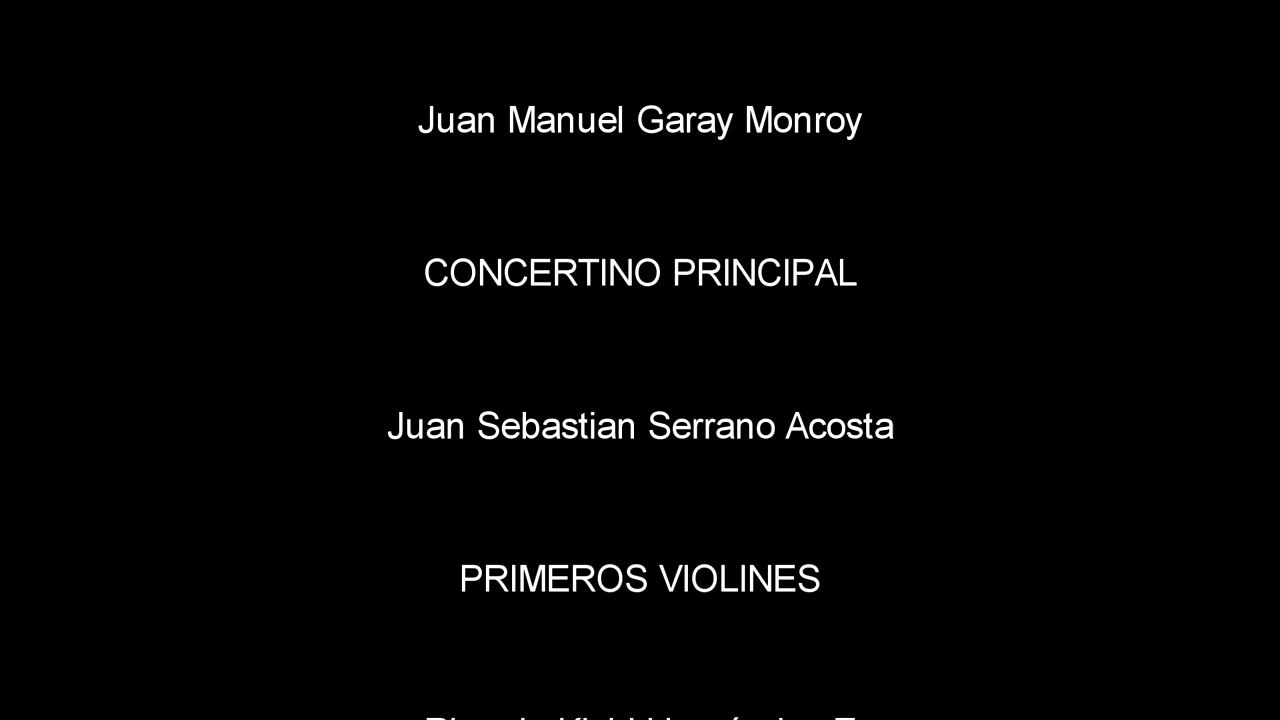 Juan Manuel Garay Monroy
CONCERTINO PRINCIPAL
Juan Sebastian Serrano Acosta
PRIMEROS VIOLINES